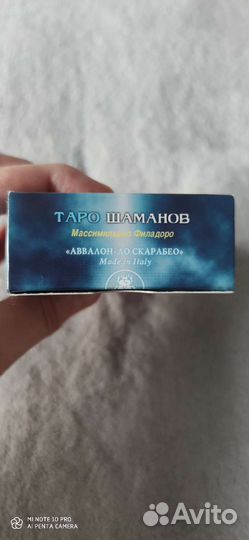 ТАРО ШАМАНОВ
Массимилиано Филадоро
«АВВАЛОН-ЛО СКАРАБЕО»
Made in Italy
MI NOTE 10 PRO
AI PENTA CAMERA
Avito